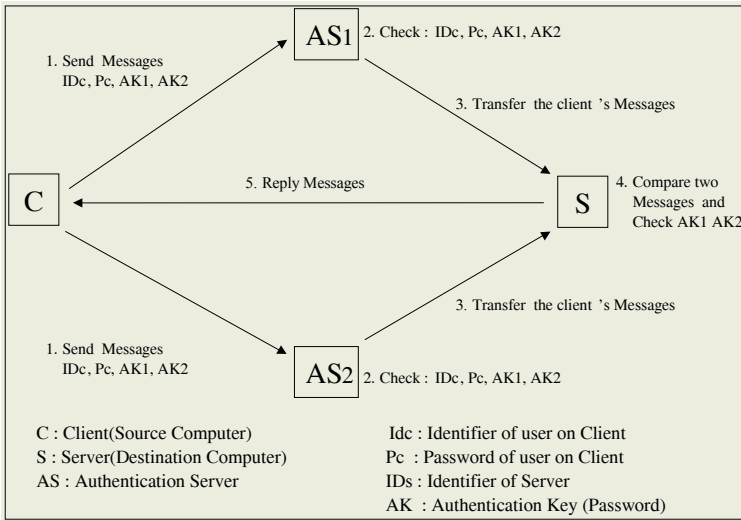 AS1
2. Check : IDc, Pc, AK1, AK2
1. Send Messages
IDc, Pc, AK1, AK2
3. Transfer the client 's Messages
5. Reply Messages
C
S
4. Compare two
Messages and
Check AK1 AK2
3. Transfer the client 's Messages
1. Send Messages
IDc, Pc, AK1, AK2
AS2
2. Check : IDc, Pc, AK1, AK2
C : Client(Source Computer)
S : Server(Destination Computer)
AS : Authentication Server
Idc : Identifier of user on Client
Pc : Password of user on Client
IDs : Identifier of Server
AK : Authentication Key (Password)